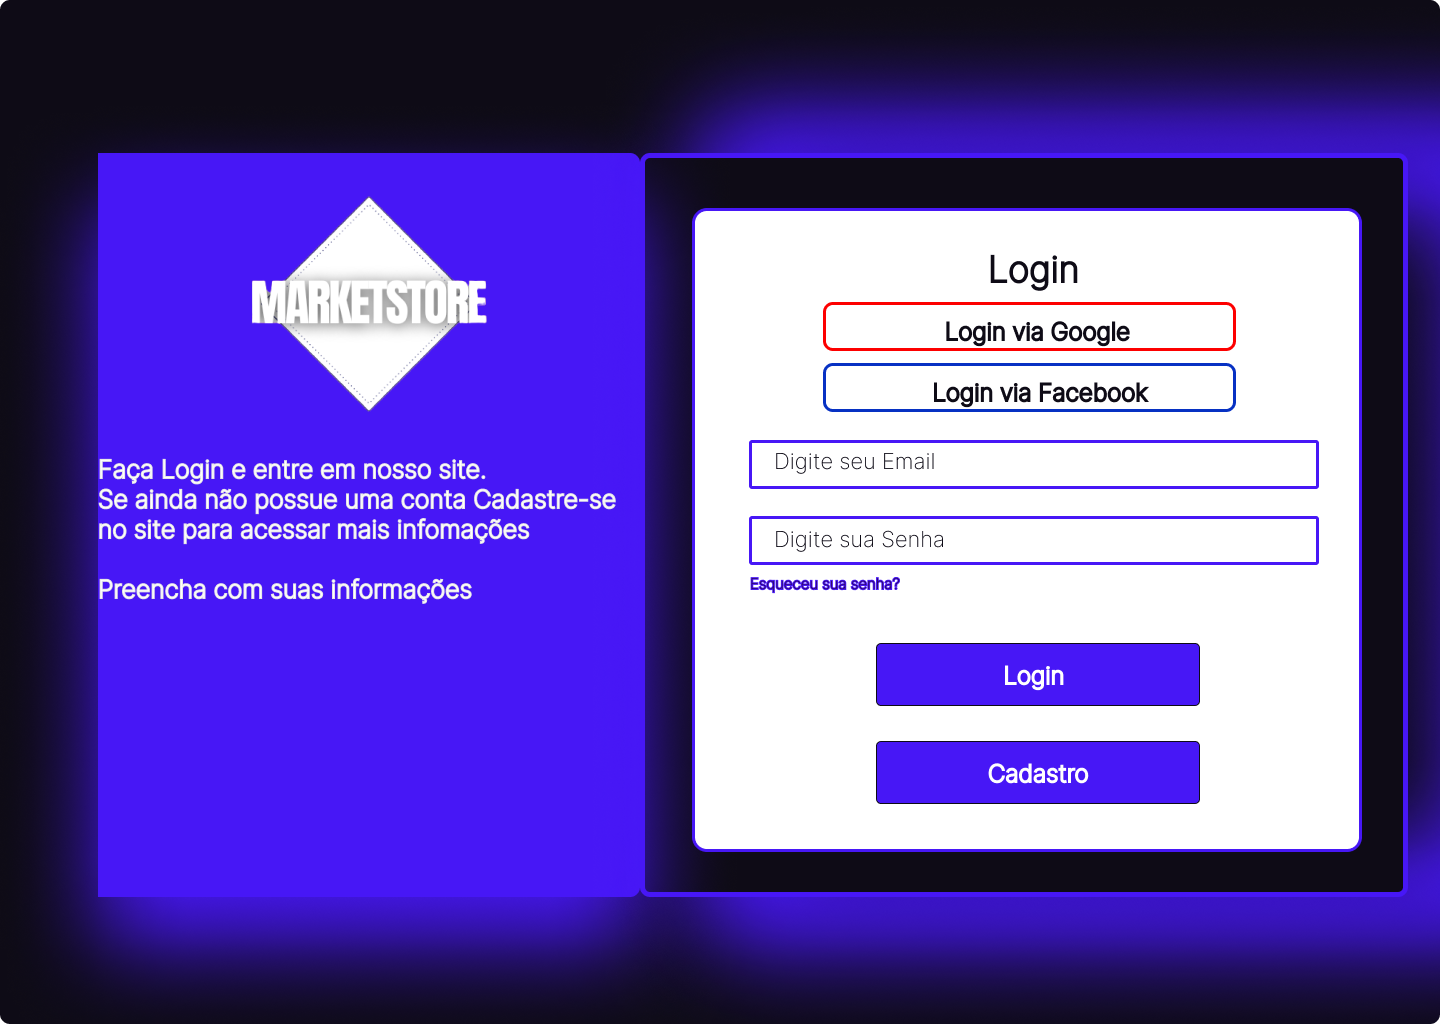 MARKETSTORE
Faça Login e entre em nosso site.
Se ainda não possue uma conta Cadastre-se
no site para acessar mais infomações
Preencha com suas informações
Login
Login via Google
Login via Facebook
Digite seu Email
Digite sua Senha
Esqueceu sua senha?
Login
Cadastro